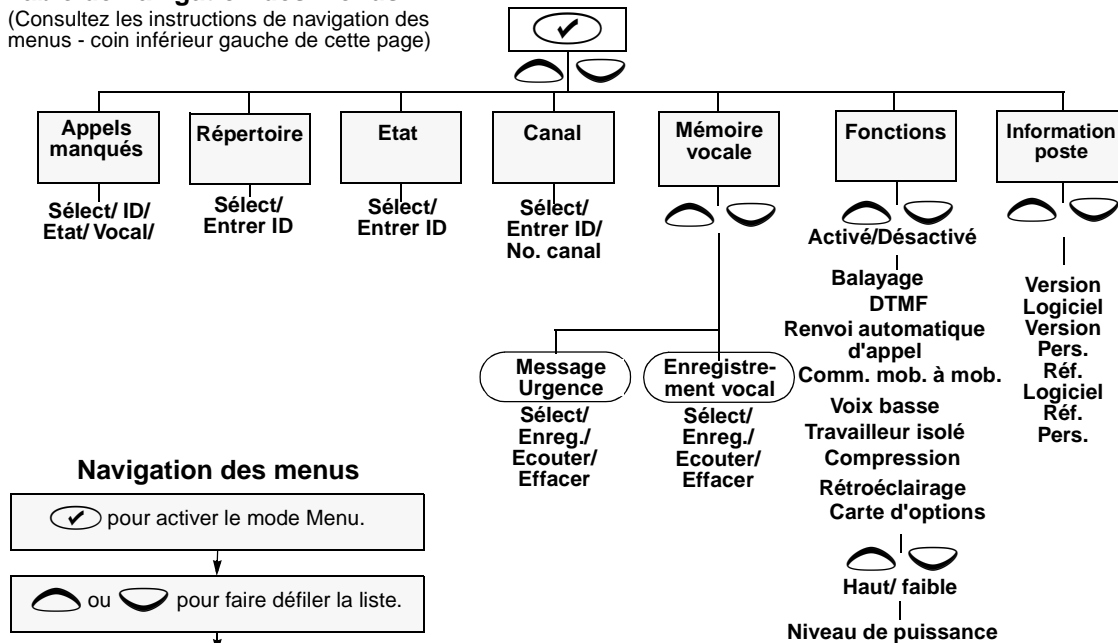 (Consultez les instructions de navigation des
menus - coin inférieur gauche de cette page)
Appels
manqués
Sélect/ ID/
Etat/ Vocal/
Répertoire
Sélect/
Entrer ID
Etat
Sélect/
Entrer ID
Canal
Sélect/
Entrer ID/
No. canal
Mémoire
vocale
Message
Urgence
Sélect/
Enreg./
Ecouter/
Effacer
Enregistre-
ment vocal
Sélect/
Enreg./
Ecouter/
Effacer
Fonctions
Activé/Désactivé
Balayage
DTMF
Renvoi automatique
d'appel
Comm. mob. à mob.
Voix basse
Travailleur isolé
Compression
Rétroéclairage
Carte d'options
Haut/ faible
Niveau de puissance
Information
poste
Version
Logiciel
Version
Pers.
Réf.
Logiciel
Réf.
Pers.
Navigation des menus
pour activer le mode Menu.
ou pour faire défiler la liste.